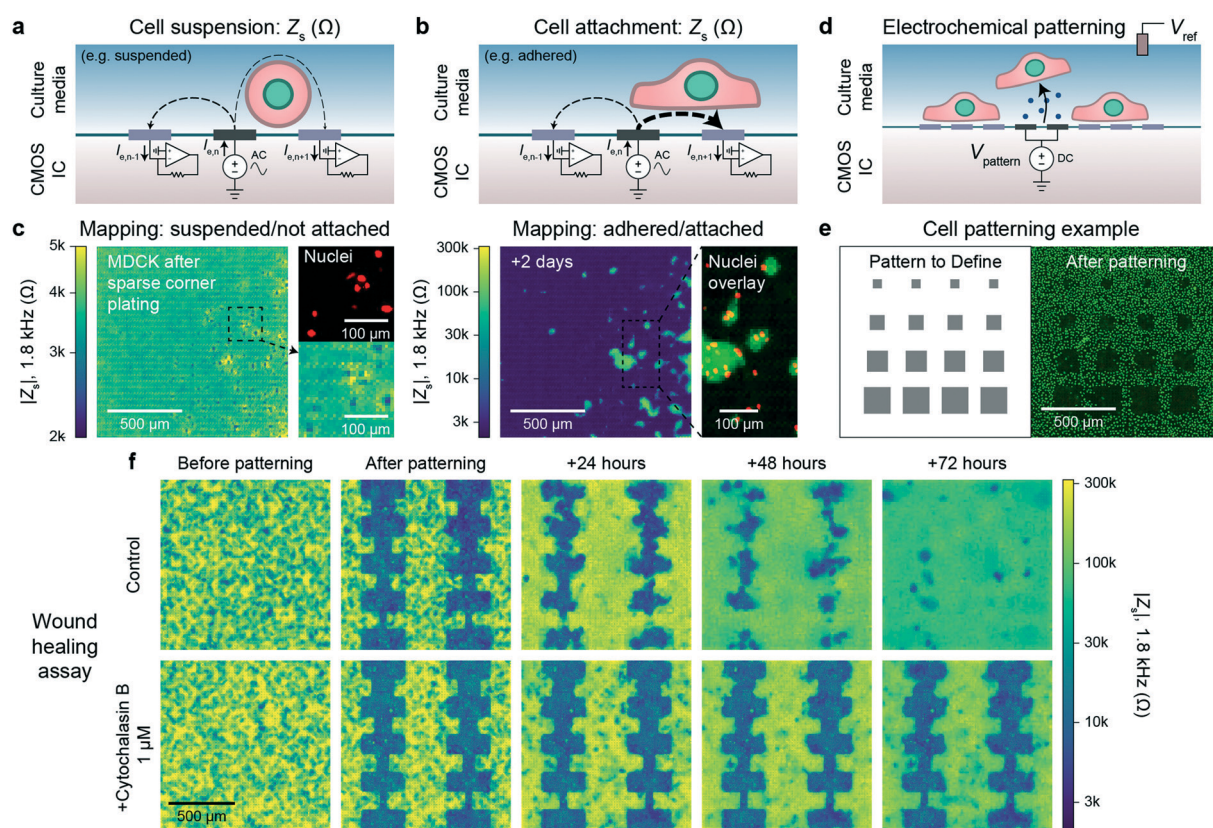 a Cell suspension: Zs (Ω)
(e.g. suspended)
Culture media
CMOS IC
Ie,n-1
Ie,n
AC
Ie,n+1
b Cell attachment: Zs (Ω)
(e.g. adhered)
Culture media
CMOS IC
Ie,n-1
Ie,n
AC
Ie,n+1
d Electrochemical patterning
Vref
Culture media
CMOS IC
Vpattern
DC
c Mapping: suspended/not attached
5k
4k
3k
2k
|Zs|, 1.8 kHz (Ω)
MDCK after
sparse corner
plating
500 µm
Nuclei
100 µm
100 µm
Mapping: adhered/attached
300k
100k
30k
10k
3k
|Zs|, 1.8 kHz (Ω)
+2 days
500 µm
Nuclei
overlay
100 µm
e Cell patterning example
Pattern to Define
After patterning
500 µm
f Before patterning After patterning +24 hours +48 hours +72 hours
Wound
healing
assay
Control
+Cytochalasin B
1 µM
500 µm
300k
100k
30k
10k
3k
|Zs|, 1.8 kHz (Ω)